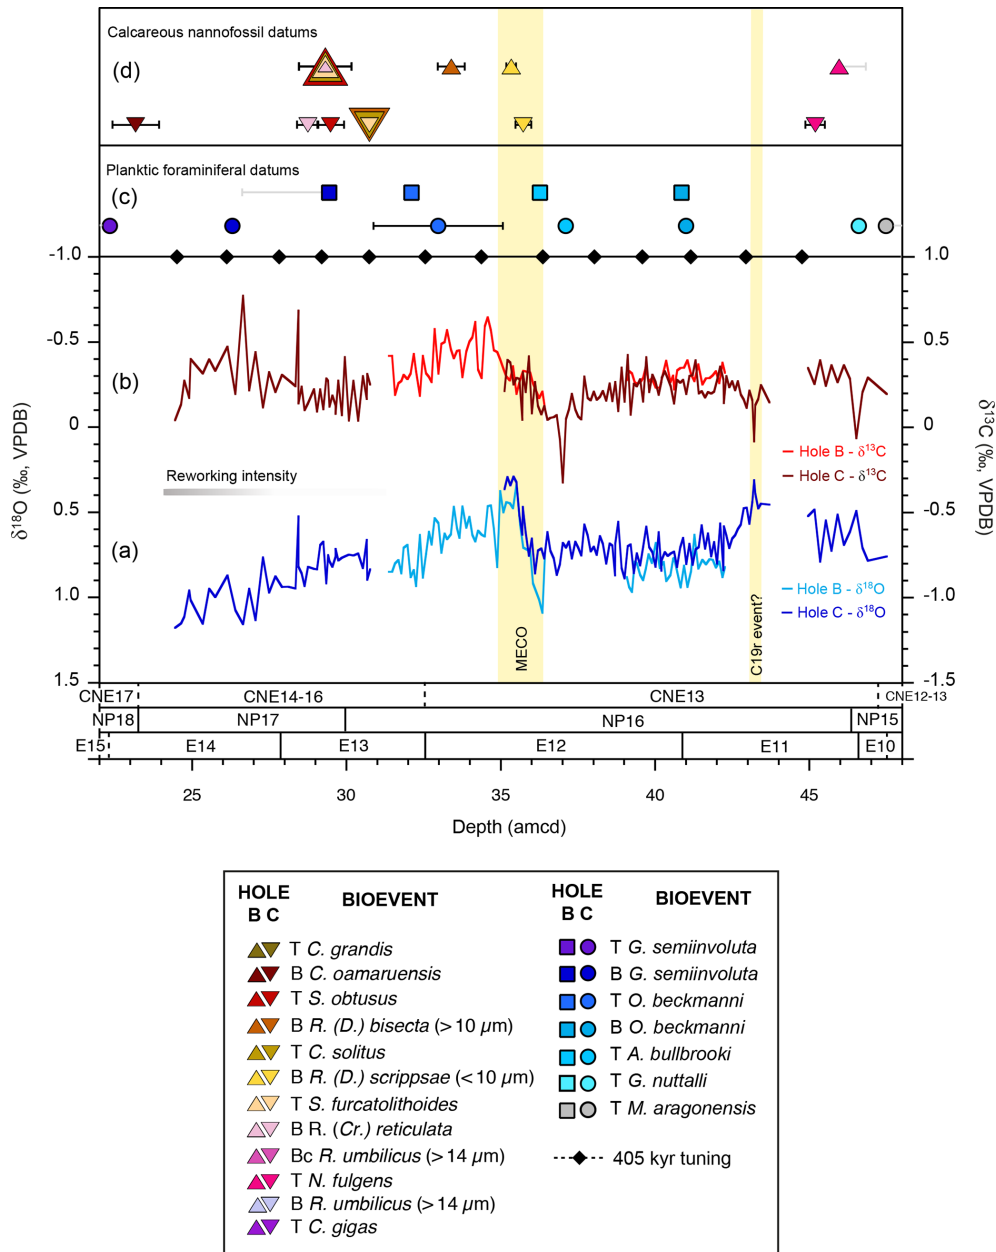 Calcareous nannofossil datums
(d)
Planktic foraminiferal datums
(c)
-1.0
1.0
-0.5
0.5
(b)
0
0
Hole B - δ13C
Hole C - δ13C
Reworking intensity
0.5
-0.5
(a)
Hole B - δ18O
Hole C - δ18O
1.0
-1.0
MECO
C19r event?
1.5
-1.5
δ18O (‰, VPDB)
δ13C (‰, VPDB)
CNE17 CNE14-16 CNE13 CNE12-13
NP18 NP17 NP16 NP15
E15 E14 E13 E12 E11 E10
25 30 35 40 45
Depth (amcd)
HOLE
B C BIOEVENT
T C. grandis
B C. oamaruensis
T S. obtusus
B R. (D.) bisecta (>10 µm)
T C. solitus
B R. (D.) scrippsae (<10 µm)
T S. furcatolithoides
B R. (Cr.) reticulata
Bc R. umbilicus (>14 µm)
T N. fulgens
B R. umbilicus (>14 µm)
T C. gigas
HOLE
B C BIOEVENT
T G. semiinvoluta
B G. semiinvoluta
T O. beckmanni
B O. beckmanni
T A. bullbrooki
T G. nuttalli
T M. aragonensis
405 kyr tuning